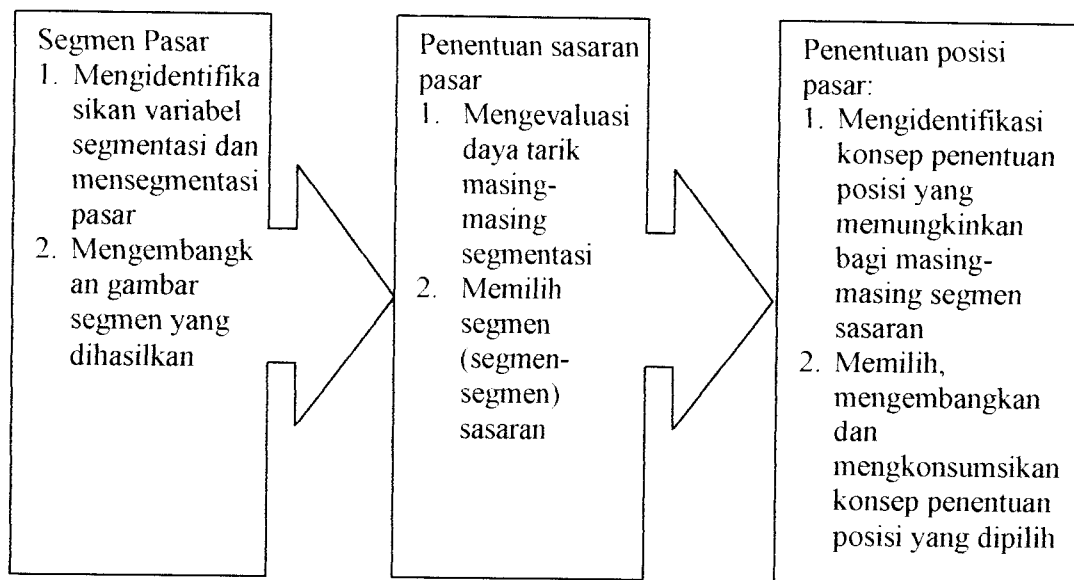 Segmen Pasar
1. Mengidentifika
sikan variabel
segmentasi dan
mensegmentasi
pasar
2. Mengembangk
an gambar
segmen yang
dihasilkan
Penentuan sasaran
pasar
1. Mengevaluasi
daya tarik
masing-
masing
segmentasi
2. Memilih
segmen
(segmen-
segmen)
sasaran
Penentuan posisi
pasar:
1. Mengidentifikasi
konsep penentuan
posisi yang
memungkinkan
bagi masing-
masing segmen
sasaran
2. Memilih,
mengembangkan
dan
mengkonsumsikan
konsep penentuan
posisi yang dipilih